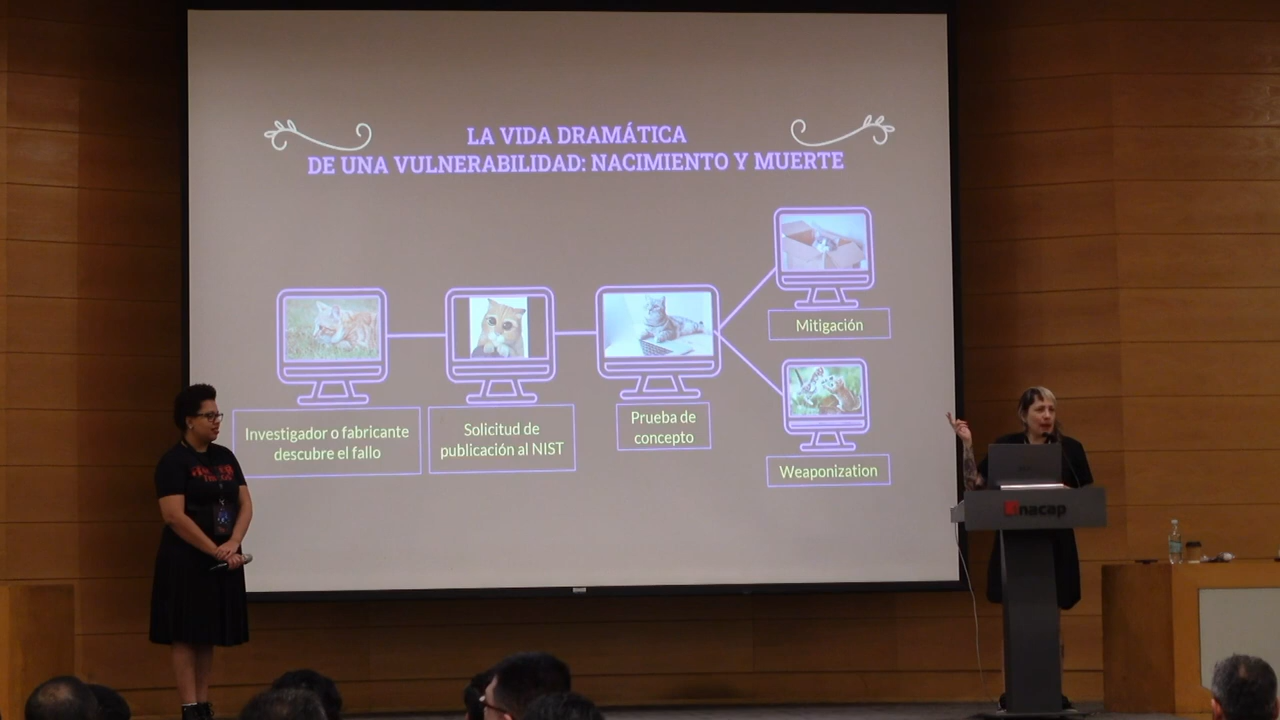 LA VIDA DRAMÁTICA
DE UNA VULNERABILIDAD: NACIMIENTO Y MUERTE
Investigador o fabricante
descubre el fallo
Solicitud de
publicación al NIST
Prueba de
concepto
Mitigación
Weaponization
inacap